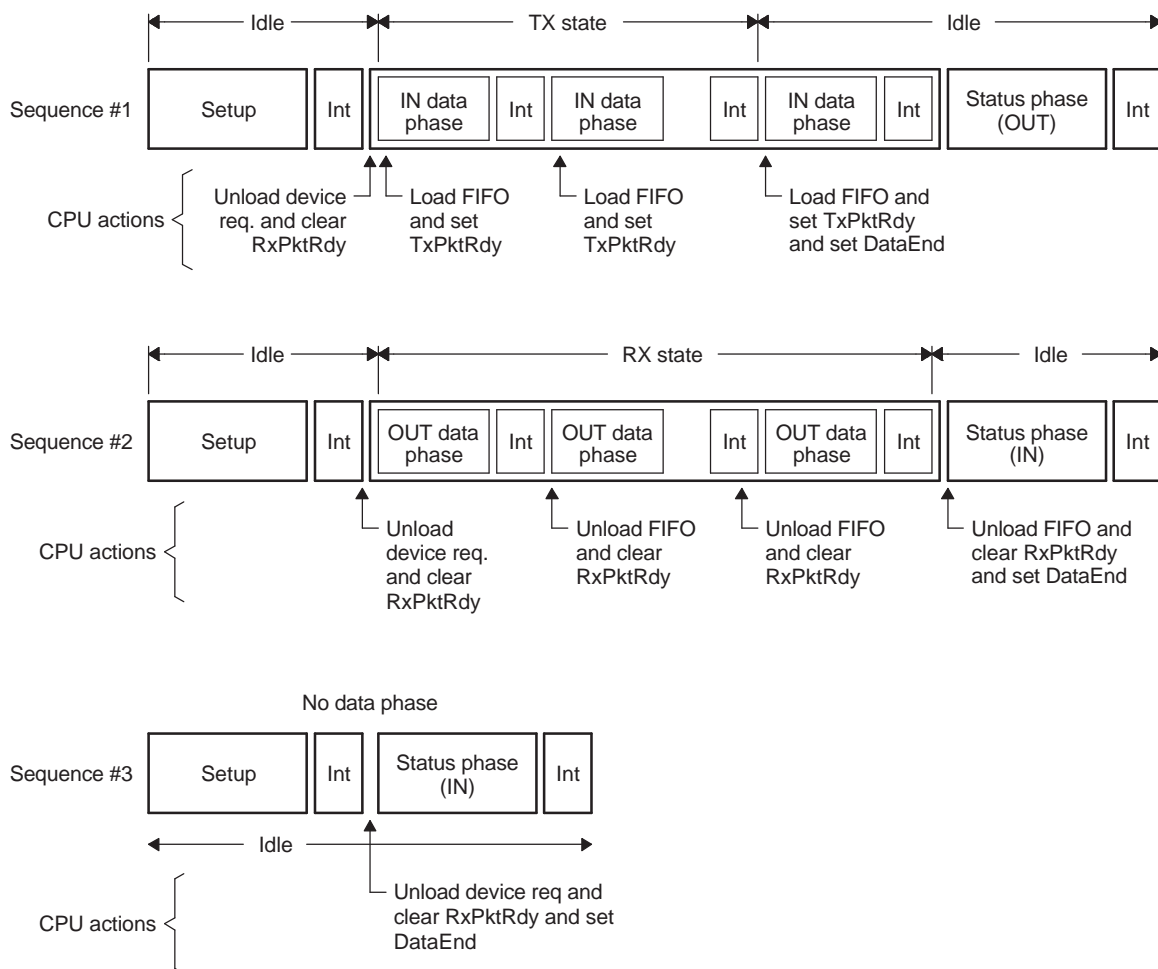 Idle
TX state
Idle
Sequence #1
Setup
Int
IN data
phase
Int
IN data
phase
Int
IN data
phase
Int
Status phase
(OUT)
Int
CPU actions
Unload device
req. and clear
RxPktRdy
Load FIFO
and set
TxPktRdy
Load FIFO
and set
TxPktRdy
Load FIFO and
set TxPktRdy
and set DataEnd
Idle
RX state
Idle
Sequence #2
Setup
Int
OUT data
phase
Int
OUT data
phase
Int
OUT data
phase
Int
Status phase
(IN)
Int
CPU actions
Unload
device req.
and clear
RxPktRdy
Unload FIFO
and clear
RxPktRdy
Unload FIFO
and clear
RxPktRdy
Unload FIFO and
clear RxPktRdy
and set DataEnd
No data phase
Sequence #3
Setup
Int
Status phase
(IN)
Int
Idle
CPU actions
Unload device req and
clear RxPktRdy and set
DataEnd